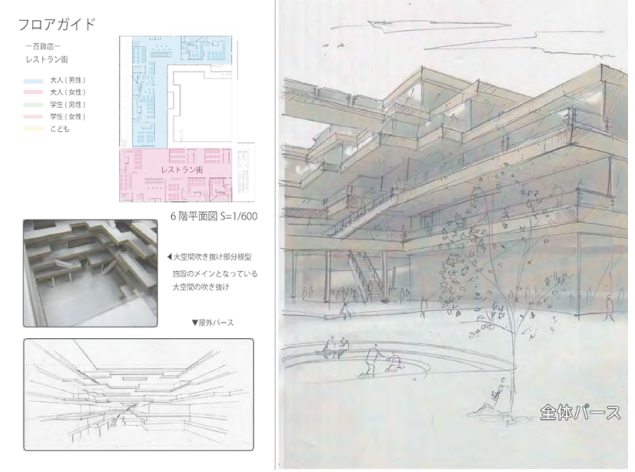 フロアガイド
―百貨店―
レストラン街
大人 ( 男性 )
大人 ( 女性 )
学生 ( 男性 )
学生 ( 女性 )
こども
レストラン街
6 階平面図 S=1/600
◀大空間吹き抜け部分模型
施設のメインとなっている
大空間の吹き抜け
▼屋外パース
全体パース